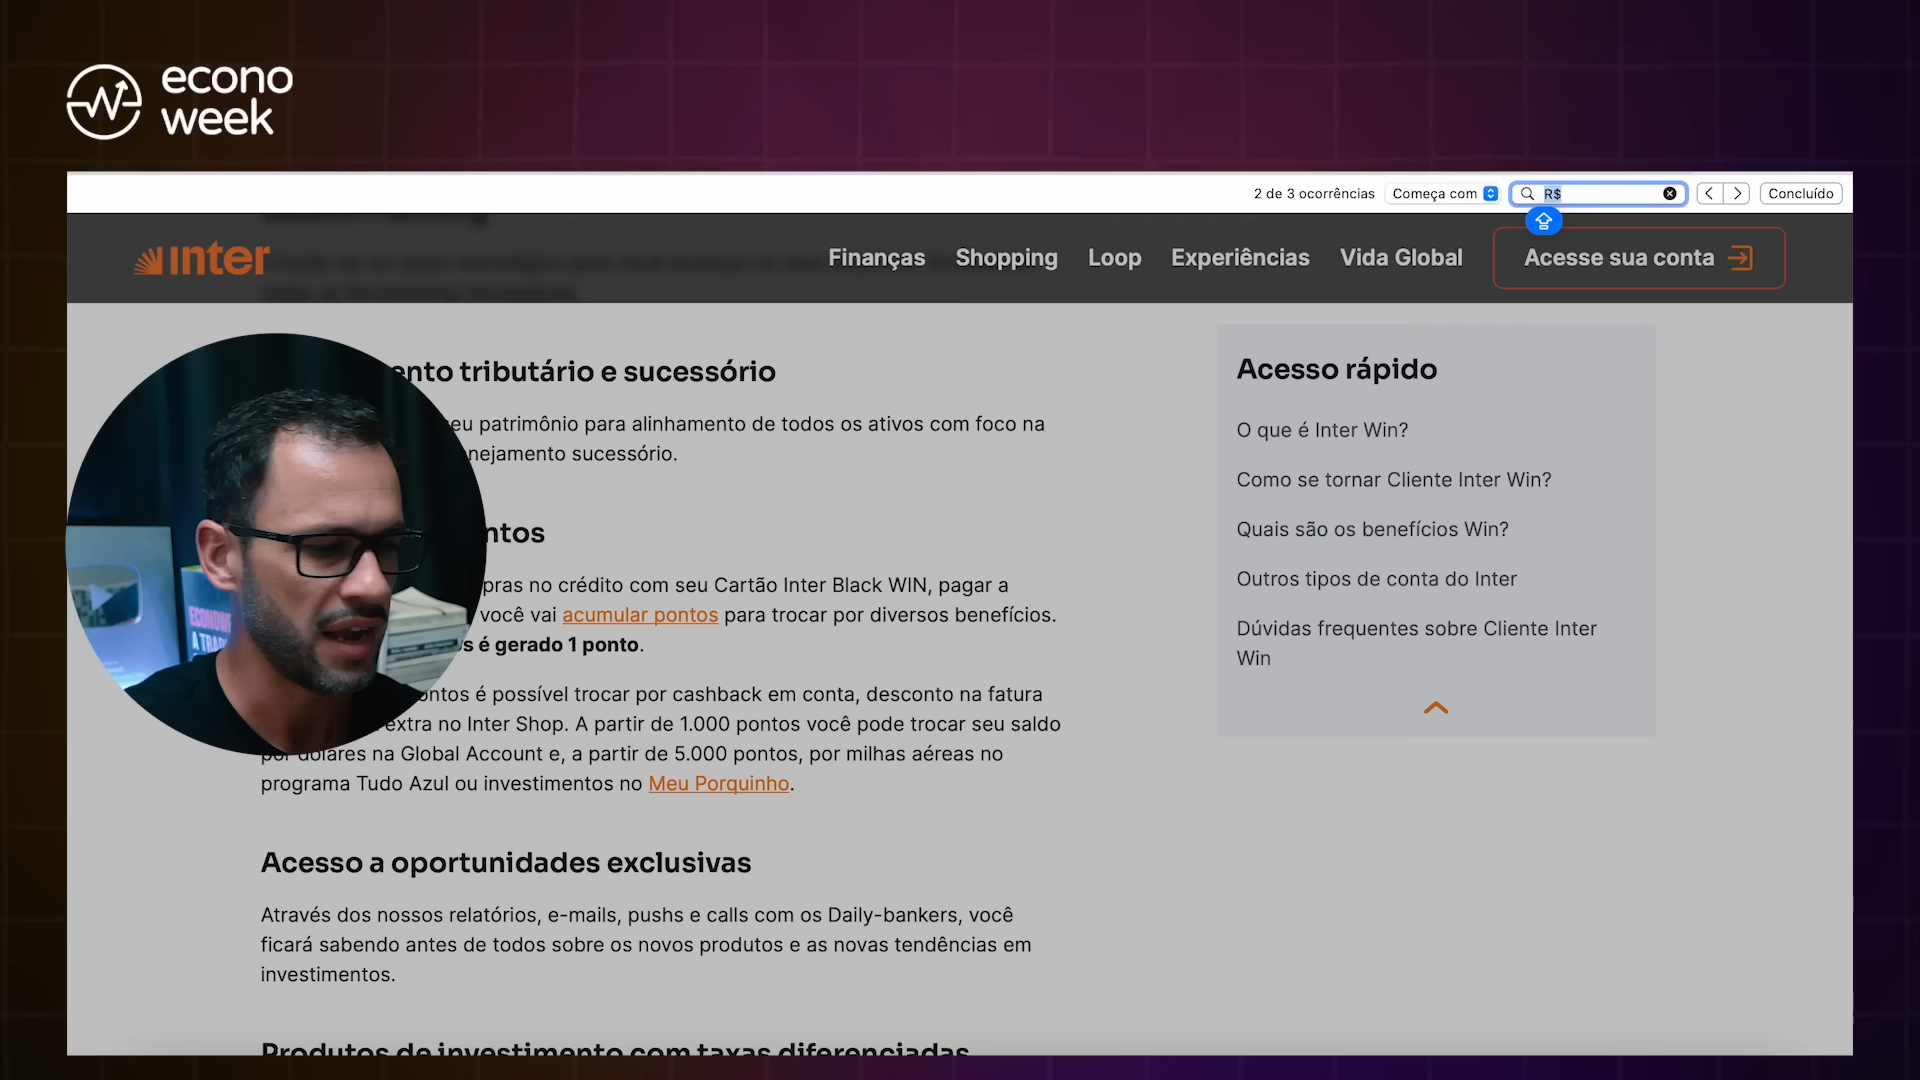 econo
week
2 de 3 ocorrências
Começa com
R$
Concluído
inter
Finanças
Shopping
Loop
Experiências
Vida Global
Acesse sua conta
ento tributário e sucessório
eu patrimônio para alinhamento de todos os ativos com foco na
nejamento sucessório.
ntos
pras no crédito com seu Cartão Inter Black WIN, pagar a
você vai acumular pontos para trocar por diversos benefícios.
s é gerado 1 ponto.
ontos é possível trocar por cashback em conta, desconto na fatura
extra no Inter Shop. A partir de 1.000 pontos você pode trocar seu saldo
por dólares na Global Account e, a partir de 5.000 pontos, por milhas aéreas no
programa Tudo Azul ou investimentos no Meu Porquinho.
Acesso a oportunidades exclusivas
Através dos nossos relatórios, e-mails, pushs e calls com os Daily-bankers, você
ficará sabendo antes de todos sobre os novos produtos e as novas tendências em
investimentos.
Produtos de investimento com taxas diferenciadas
Acesso rápido
O que é Inter Win?
Como se tornar Cliente Inter Win?
Quais são os benefícios Win?
Outros tipos de conta do Inter
Dúvidas frequentes sobre Cliente Inter
Win